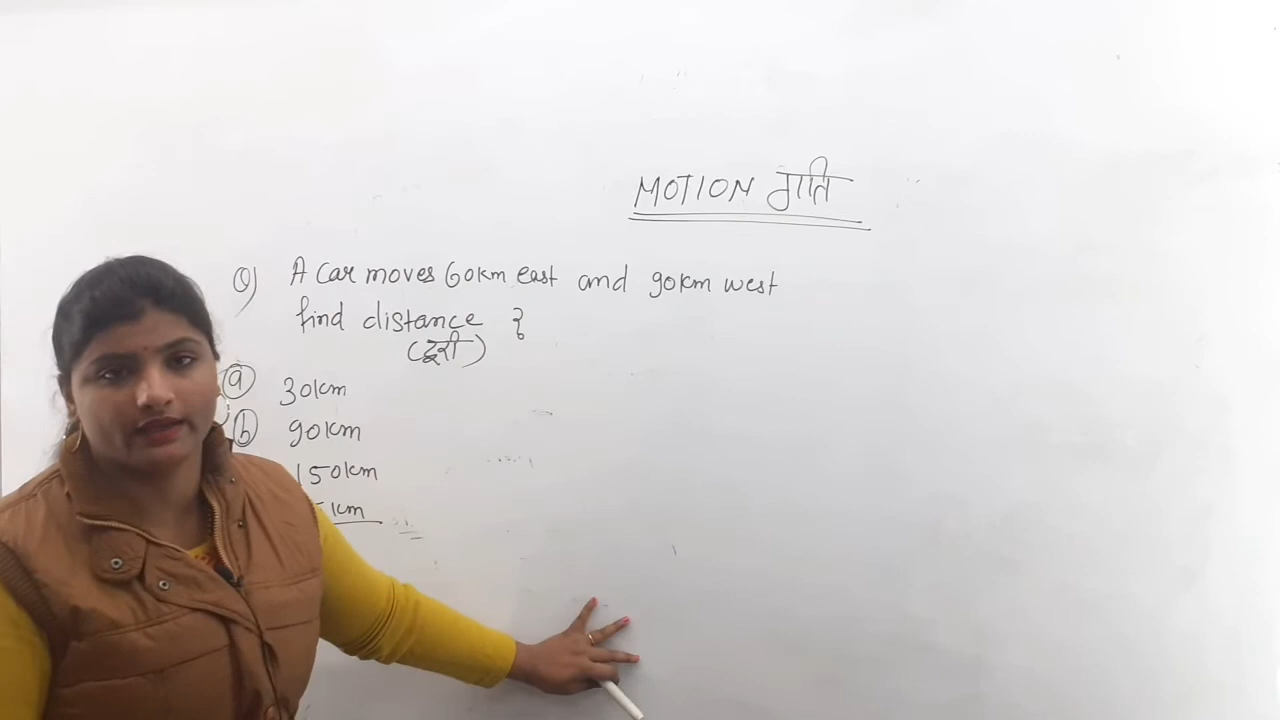 MOTION गति
Q) A car moves 60km east and 90km west
find distance ?
(दूरी)
a 30km
b 90km
150km
km